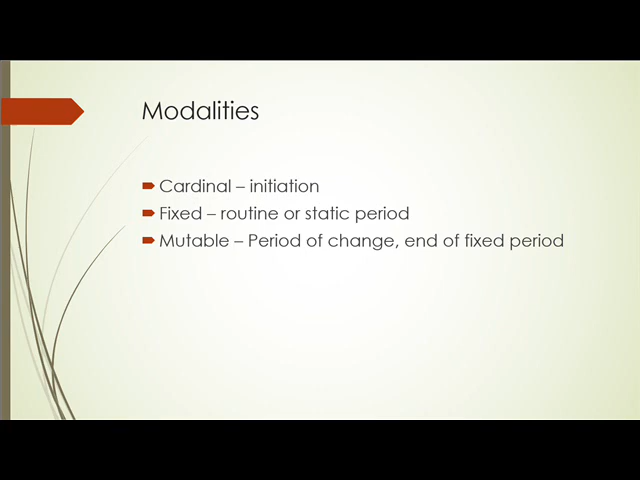 Modalities
Cardinal – initiation
Fixed – routine or static period
Mutable – Period of change, end of fixed period